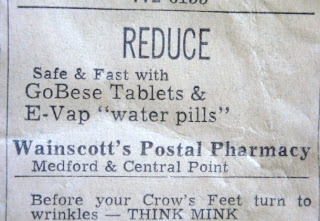 REDUCE
Safe & Fast with
GoBese Tablets &
E-Vap "water pills"
Wainscott's Postal Pharmacy
Medford & Central Point
Before your Crow's Feet turn to
wrinkles — THINK MINK